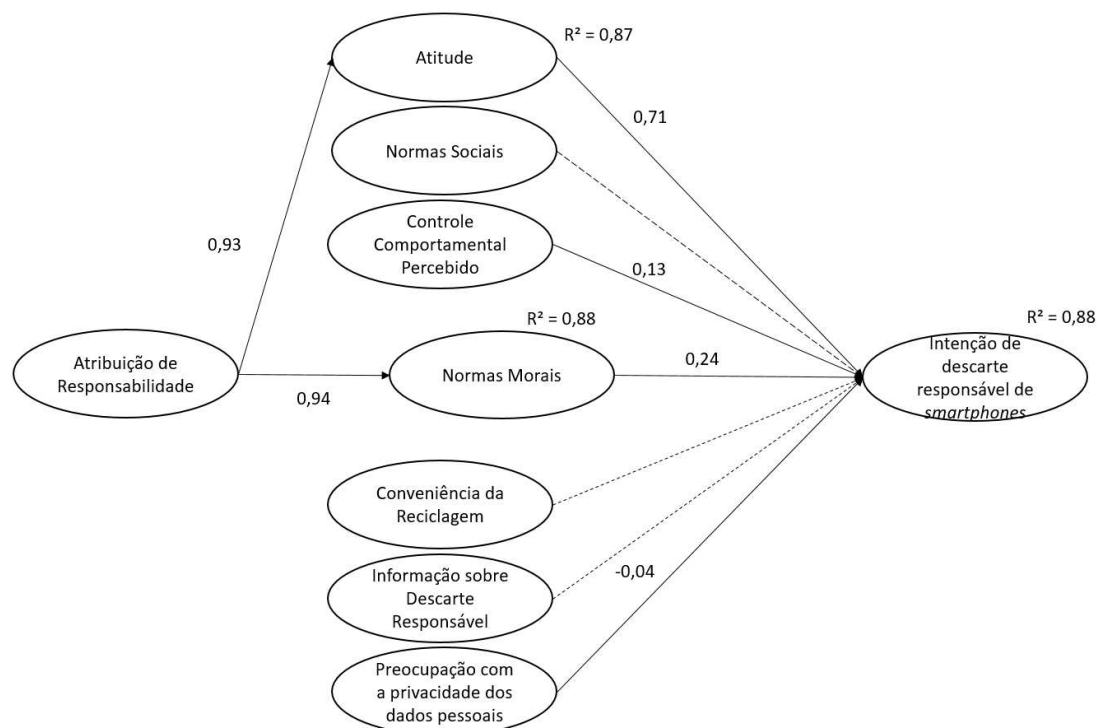 Atitude
R² = 0,87
0,71
Normas Sociais
Controle
Comportamental
Percebido
0,93
0,13
R² = 0,88
Atribuição de
Responsabilidade
0,94
Normas Morais
0,24
R² = 0,88
Intenção de
descarte
responsável de
smartphones
Conveniência da
Reciclagem
Informação sobre
Descarte
Responsável
-0,04
Preocupação com
a privacidade dos
dados pessoais